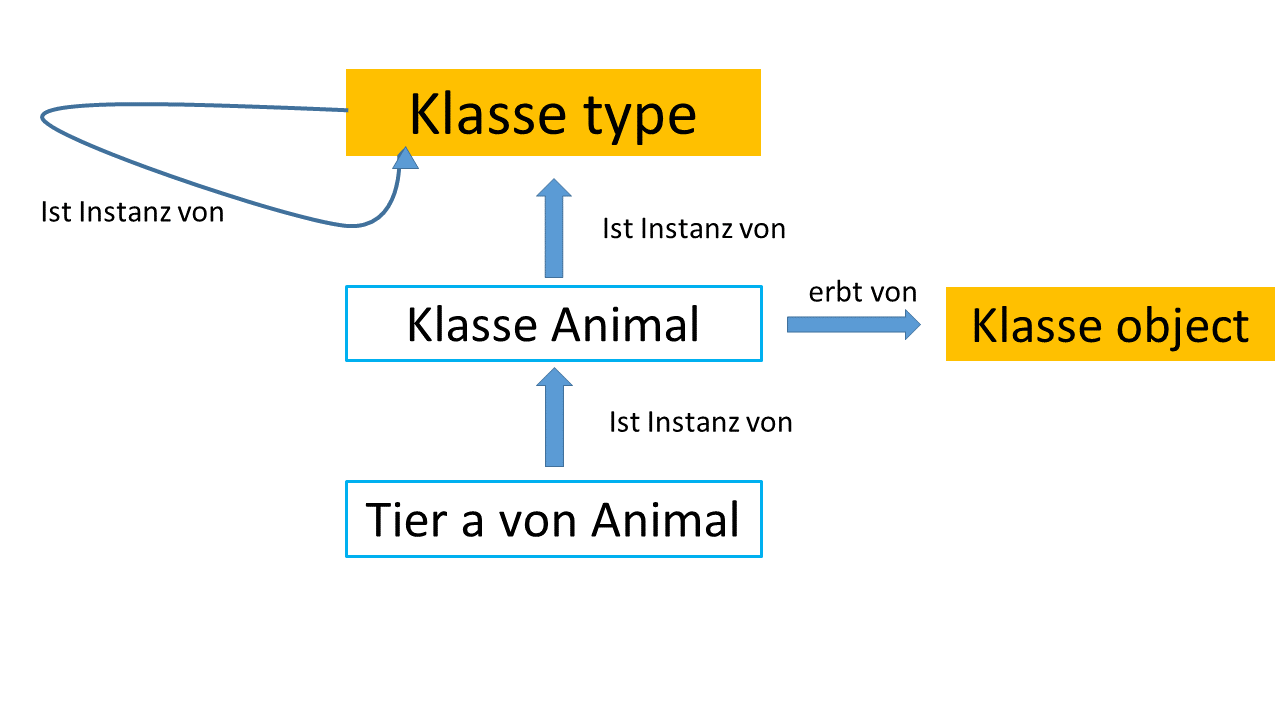 Klasse type
Ist Instanz von
Ist Instanz von
erbt von
Klasse Animal
Klasse object
Ist Instanz von
Tier a von Animal